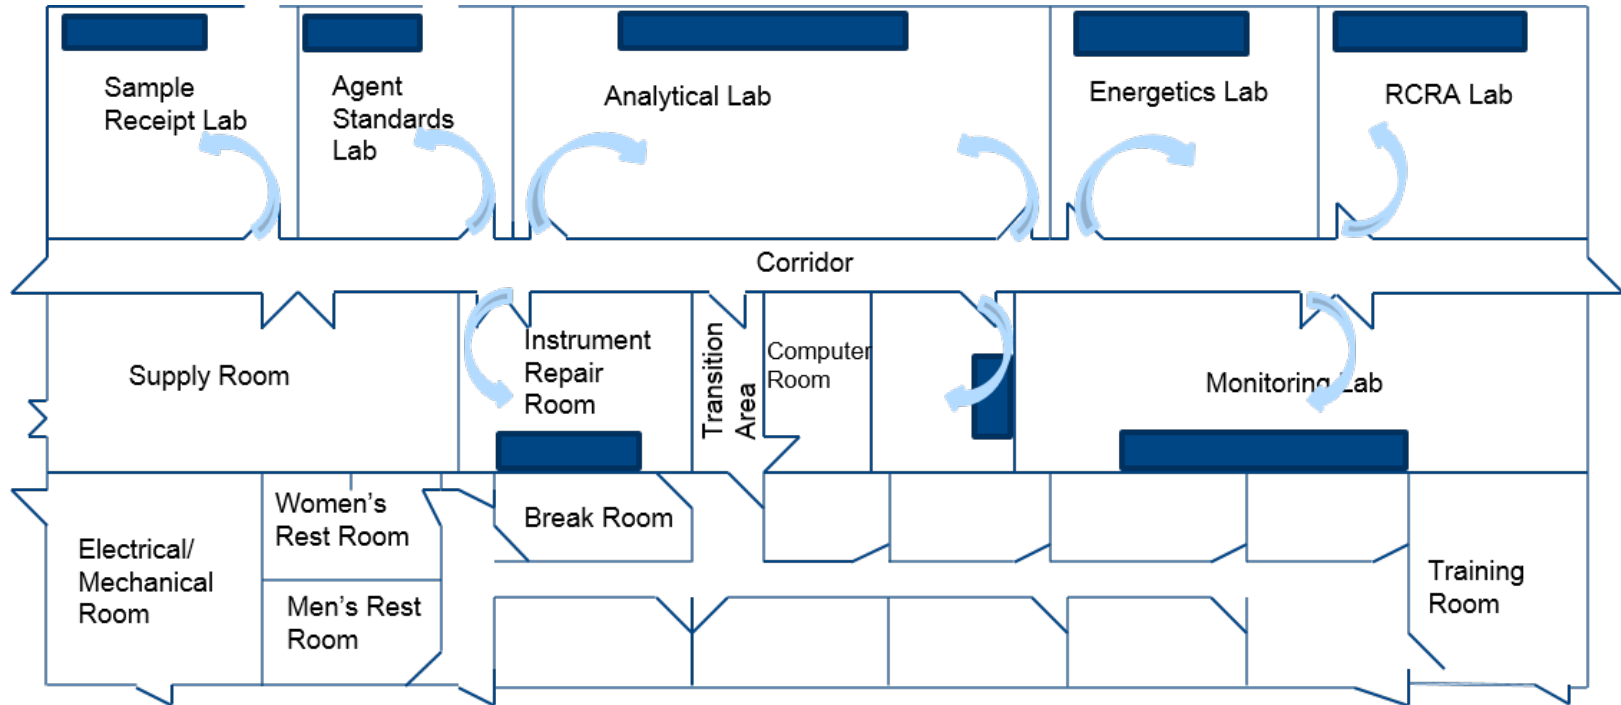 Sample
Receipt Lab
Agent
Standards
Lab
Analytical Lab
Energetics Lab
RCRA Lab
Corridor
Supply Room
Instrument
Repair
Room
Transition
Area
Computer
Room
Monitoring Lab
Electrical/
Mechanical
Room
Women's
Rest Room
Men's Rest
Room
Break Room
Training
Room